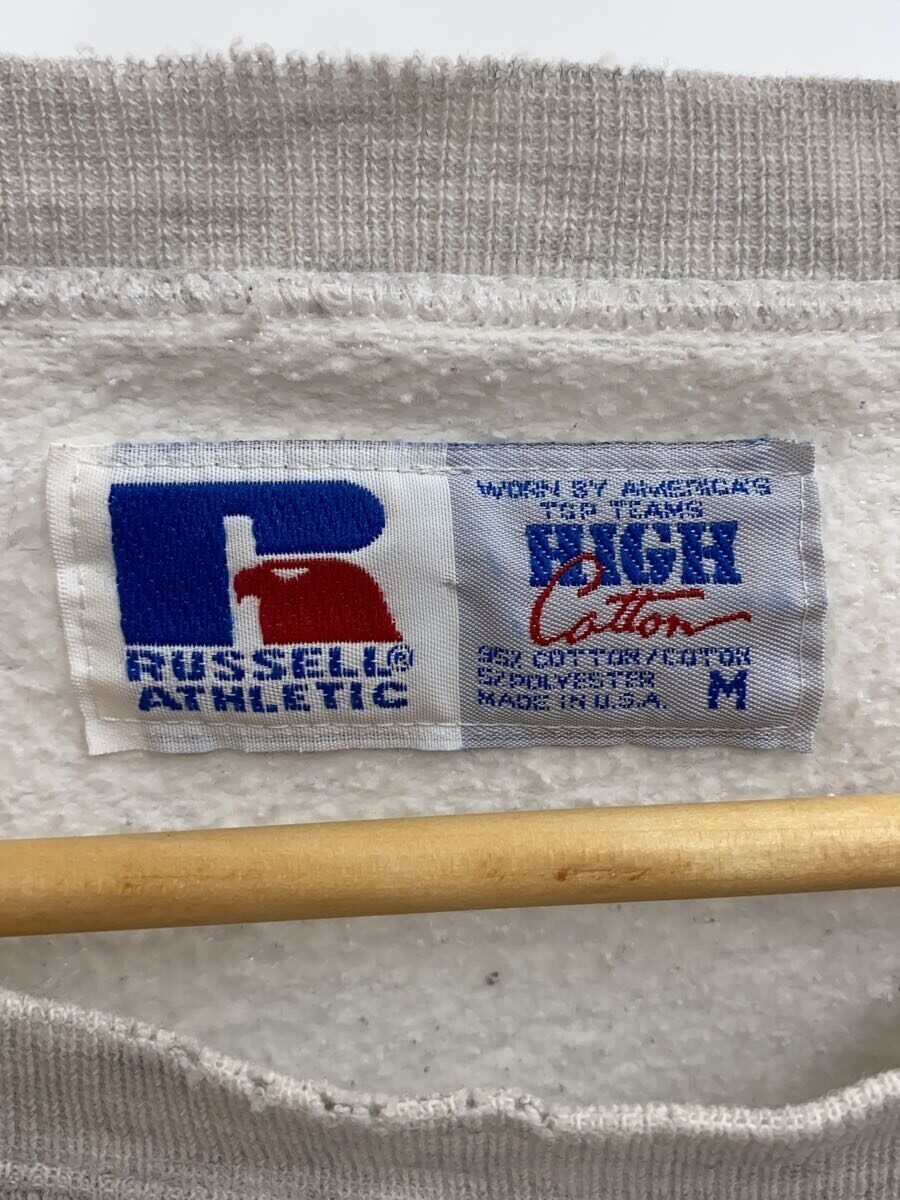 RUSSELL®
ATHLETIC
WORN BY AMERICA'S
TOP TEAMS
HIGH
Cotton
95% COTTON/COTON
5% POLYESTER
MADE IN U.S.A. M